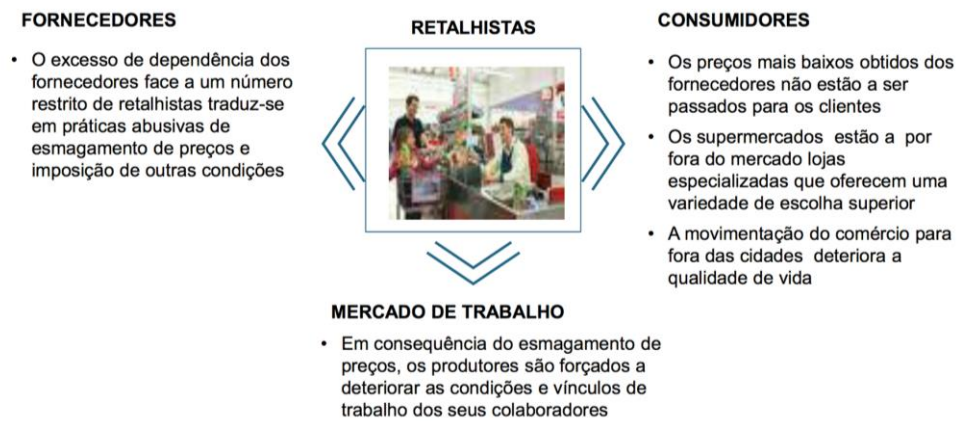 FORNECEDORES
• O excesso de dependência dos
fornecedores face a um número
restrito de retalhistas traduz-se
em práticas abusivas de
esmagamento de preços e
imposição de outras condições
RETALHISTAS
CONSUMIDORES
• Os preços mais baixos obtidos dos
fornecedores não estão a ser
passados para os clientes
• Os supermercados estão a por
fora do mercado lojas
especializadas que oferecem uma
variedade de escolha superior
• A movimentação do comércio para
fora das cidades deteriora a
qualidade de vida
MERCADO DE TRABALHO
• Em consequência do esmagamento de
preços, os produtores são forçados a
deteriorar as condições e vínculos de
trabalho dos seus colaboradores